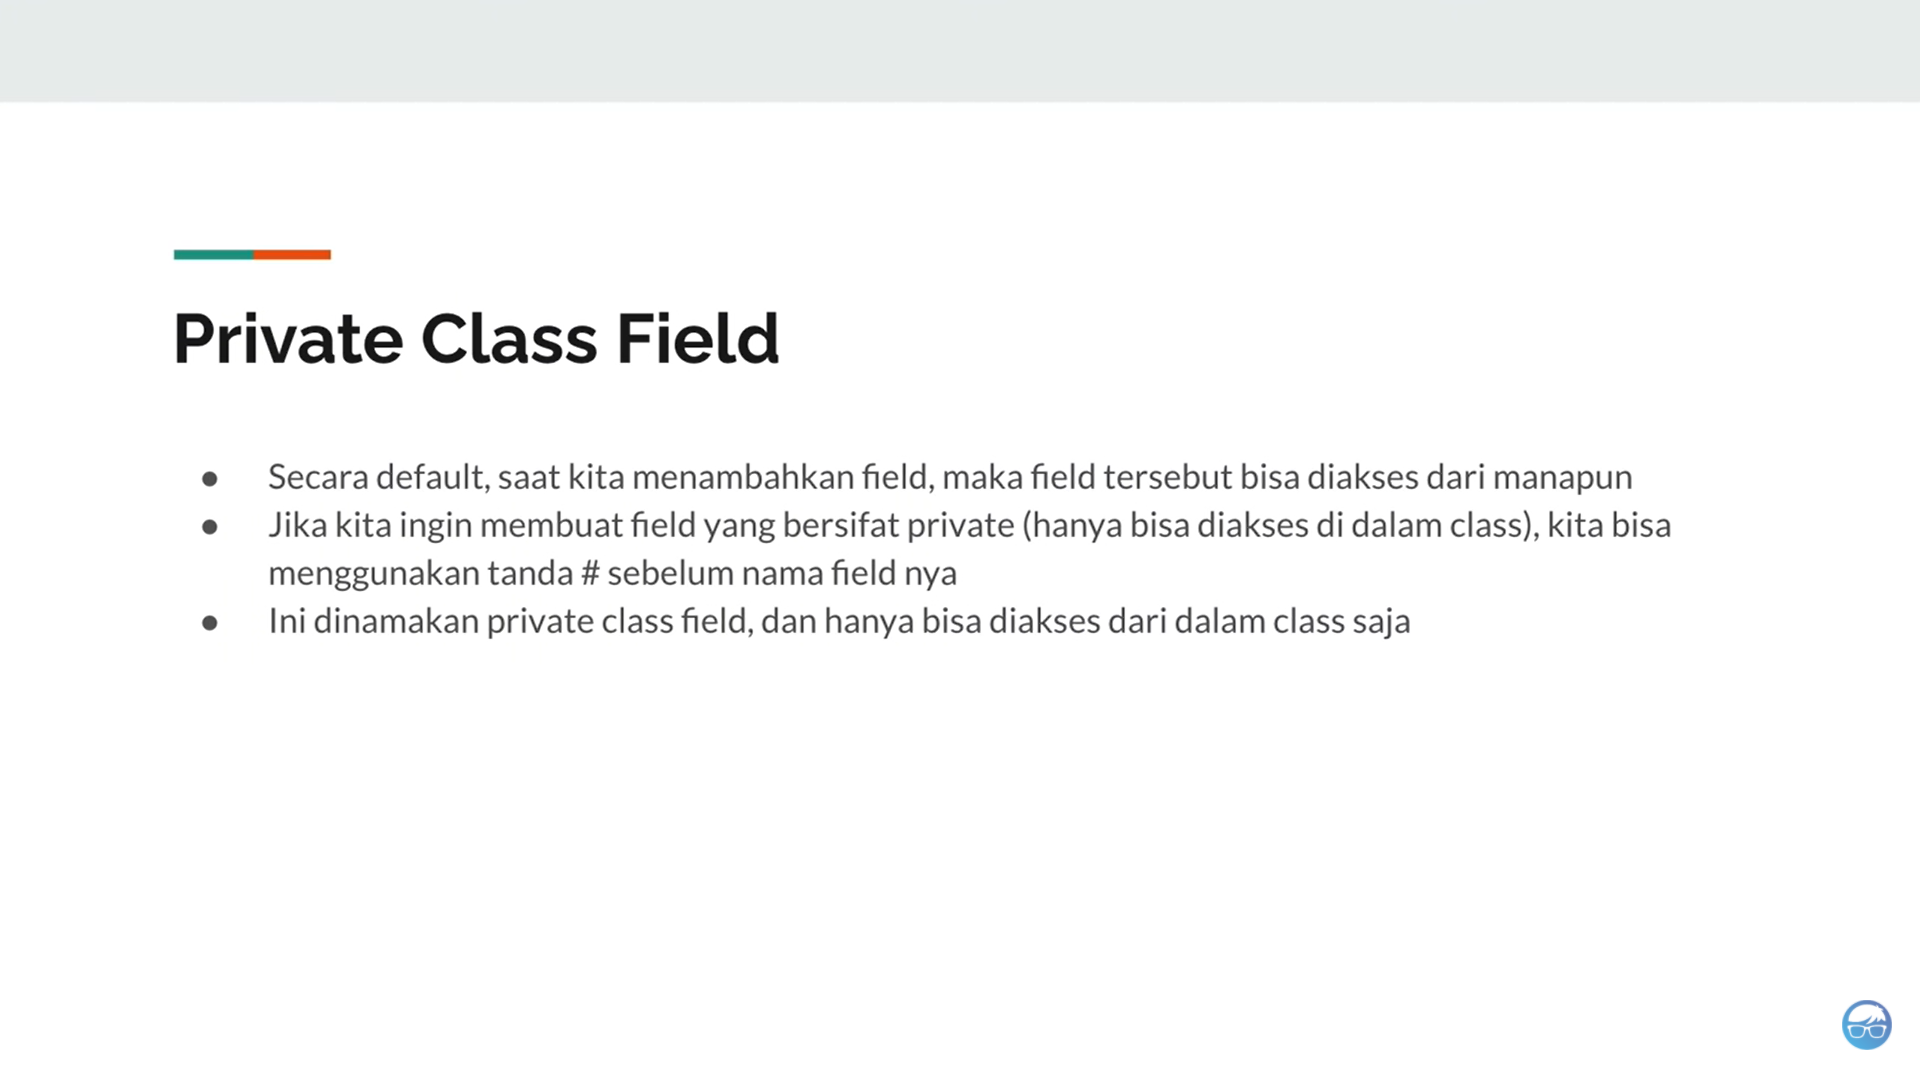 Private Class Field
● Secara default, saat kita menambahkan field, maka field tersebut bisa diakses dari manapun
● Jika kita ingin membuat field yang bersifat private (hanya bisa diakses di dalam class), kita bisa
menggunakan tanda # sebelum nama field nya
● Ini dinamakan private class field, dan hanya bisa diakses dari dalam class saja